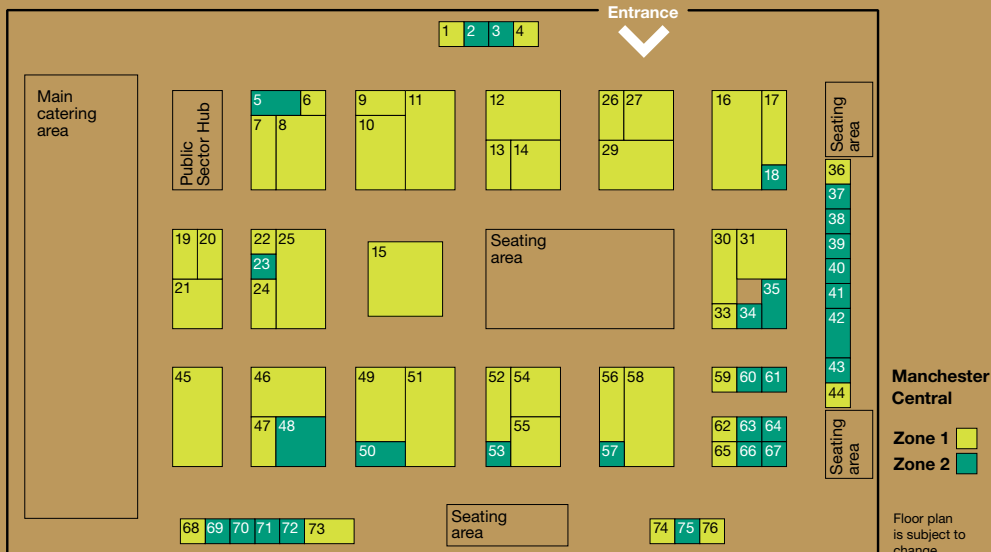 Entrance
1 2 3 4
Main
catering
area
Public
Sector Hub
5 6
7 8
9 11
10
12
13 14
26 27
29
16 17
18
Seating
area
36
37
38
39
40
41
42
43
44
19 20
21
22 25
23
24
15
Seating
area
30 31
35
33 34
45
46
47 48
49 51
50
52 54
55
53
56 58
57
59 60 61
62 63 64
65 66 67
Seating
area
68 69 70 71 72 73
Seating
area
74 75 76
Manchester
Central
Zone 1
Zone 2
Floor plan
is subject to
change